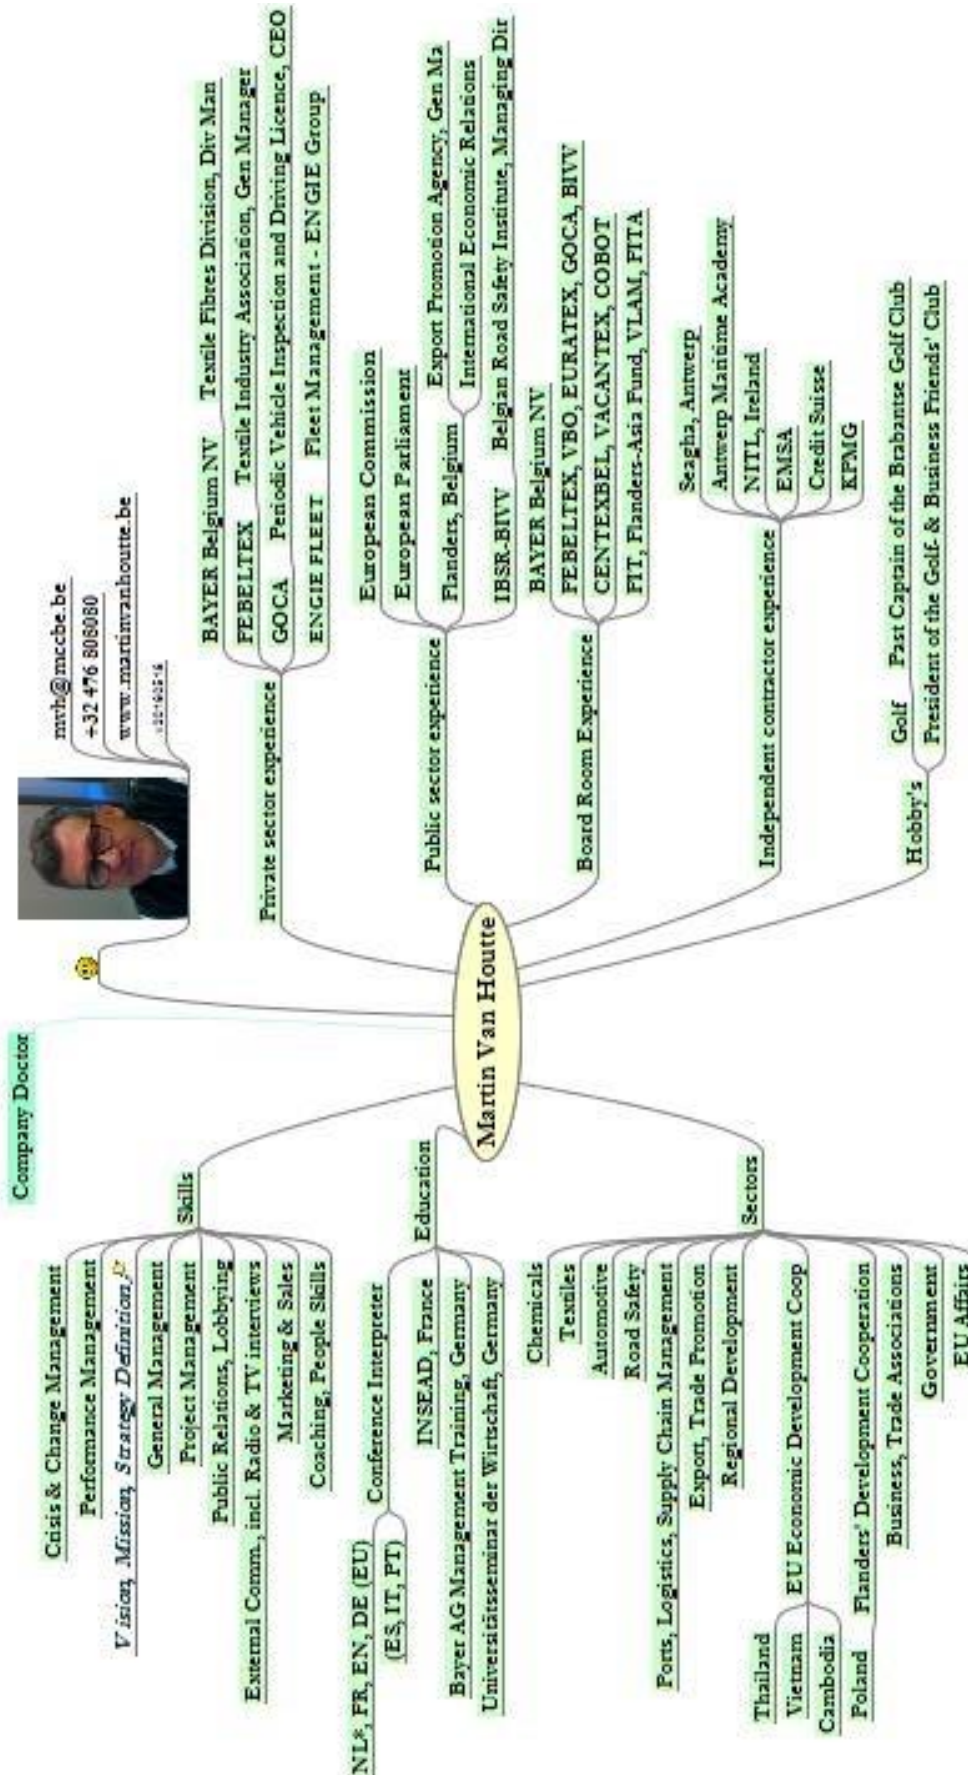 Company Doctor
Martin Van Houtte
mvh@mccbe.be
+32 476 808080
www.martinvanhoutte.be
Skills
Crisis & Change Management
Performance Management
Vision, Mission, Strategy Definition,
General Management
Project Management
Public Relations, Lobbying
External Comm., incl. Radio & TV interviews
Marketing & Sales
Coaching, People Skills
Education
Conference Interpreter
NL*, FR, EN, DE (EU)
(ES, IT, PT)
INSEAD, France
Bayer AG Management Training, Germany
Universitätsseminar der Wirtschaft, Germany
Sectors
Chemicals
Textiles
Automotive
Road Safety
Ports, Logistics, Supply Chain Management
Export, Trade Promotion
Regional Development
EU Economic Development Coop
Thailand
Vietnam
Cambodia
Flanders' Development Cooperation
Poland
Business, Trade Associations
Government
EU Affairs
Private sector experience
BAYER Belgium NV Textile Fibres Division, Div Man
FEBELTEX Textile Industry Association, Gen Manager
GOCA Periodic Vehicle Inspection and Driving Licence, CEO
ENGIE FLEET Fleet Management - ENGIE Group
Public sector experience
European Commission
European Parliament
Flanders, Belgium
Export Promotion Agency, Gen Ma
International Economic Relations
IBSR-BIVV Belgian Road Safety Institute, Managing Dir
Board Room Experience
BAYER Belgium NV
FEBELTEX, VBO, EURATEX, GOCA, BIVV
CENTEXBEL, VACANTEX, COBOT
FIT, Flanders-Asia Fund, VLAM, FITA
Independent contractor experience
Seagha, Antwerp
Antwerp Maritime Academy
NITL, Ireland
EMSA
Credit Suisse
KPMG
Hobby's
Golf Past Captain of the Brabantse Golf Club
President of the Golf- & Business Friends' Club